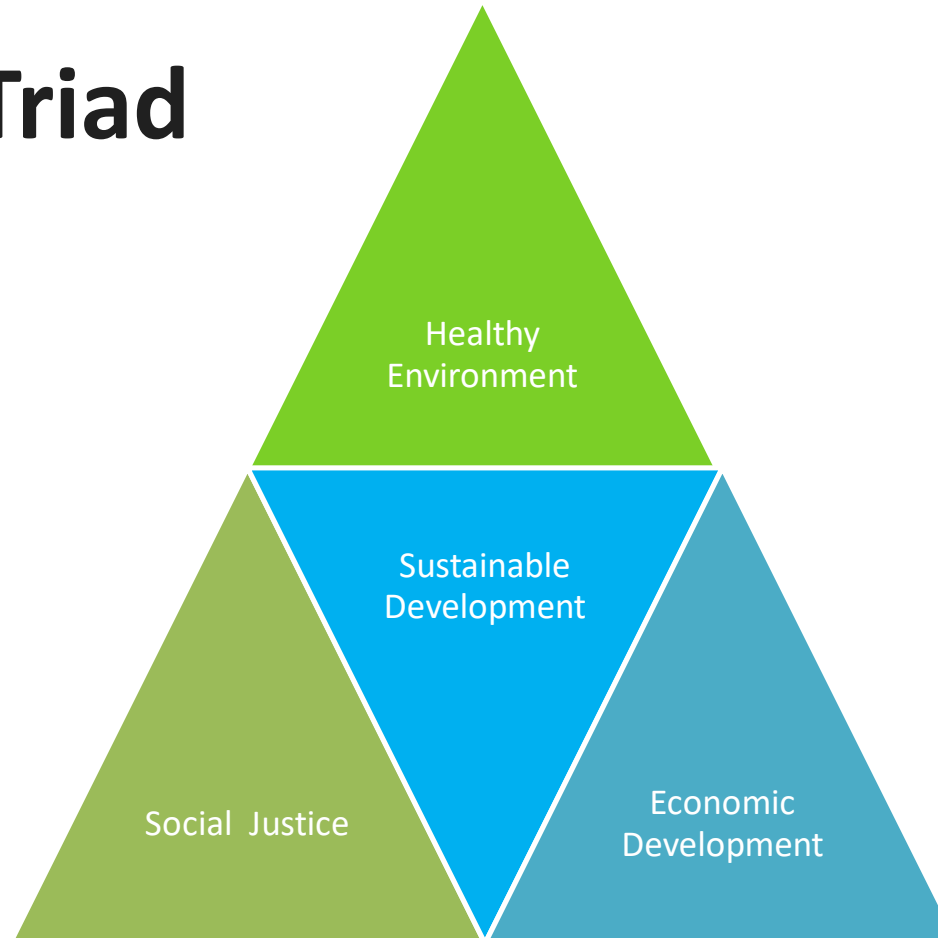 Triad
Healthy
Environment
Sustainable
Development
Social Justice
Economic
Development